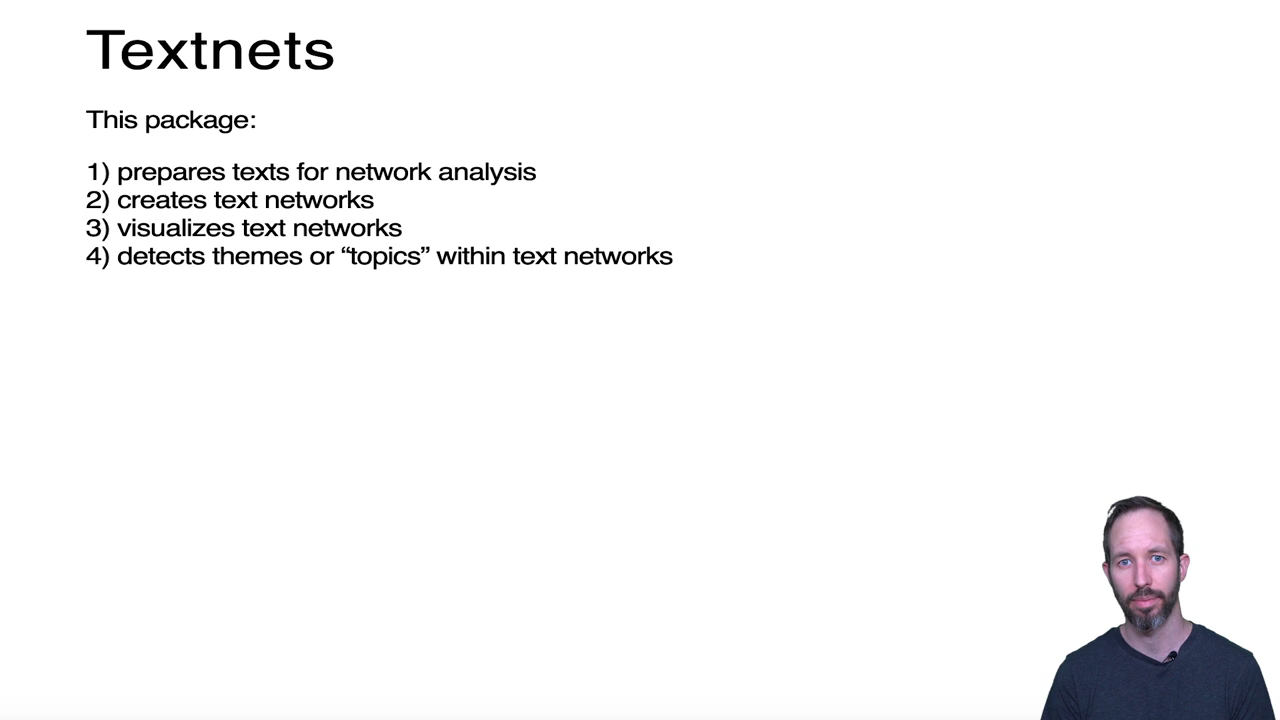 Textnets
This package:
1) prepares texts for network analysis
2) creates text networks
3) visualizes text networks
4) detects themes or “topics” within text networks